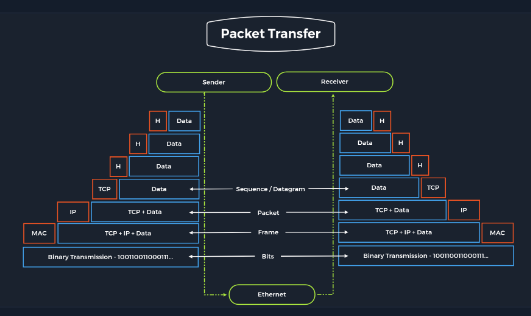 Packet Transfer
Sender Receiver
H Data Data H
H Data Data H
H Data Data H
TCP Data Sequence / Datagram Data TCP
IP TCP + Data Packet TCP + Data IP
MAC TCP + IP + Data Frame TCP + IP + Data MAC
Binary Transmission - 100110011000111... Bits Binary Transmission - 100110011000111...
Ethernet